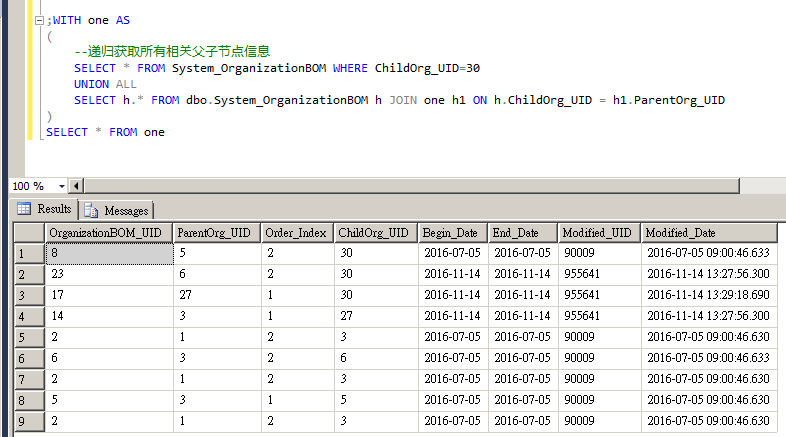 ;WITH one AS
(
--递归获取所有相关父子节点信息
SELECT * FROM System_OrganizationBOM WHERE ChildOrg_UID=30
UNION ALL
SELECT h.* FROM dbo.System_OrganizationBOM h JOIN one h1 ON h.ChildOrg_UID = h1.ParentOrg_UID
)
SELECT * FROM one
100 %
Results Messages
OrganizationBOM_UID ParentOrg_UID Order_Index ChildOrg_UID Begin_Date End_Date Modified_UID Modified_Date
1 8 5 2 30 2016-07-05 2016-07-05 90009 2016-07-05 09:00:46.633
2 23 6 2 30 2016-11-14 2016-11-14 955641 2016-11-14 13:27:56.300
3 17 27 1 30 2016-11-14 2016-11-14 955641 2016-11-14 13:29:18.690
4 14 3 1 27 2016-11-14 2016-11-14 955641 2016-11-14 13:27:56.300
5 2 1 2 3 2016-07-05 2016-07-05 90009 2016-07-05 09:00:46.630
6 6 3 2 6 2016-07-05 2016-07-05 90009 2016-07-05 09:00:46.633
7 2 1 2 3 2016-07-05 2016-07-05 90009 2016-07-05 09:00:46.630
8 5 3 1 5 2016-07-05 2016-07-05 90009 2016-07-05 09:00:46.630
9 2 1 2 3 2016-07-05 2016-07-05 90009 2016-07-05 09:00:46.630